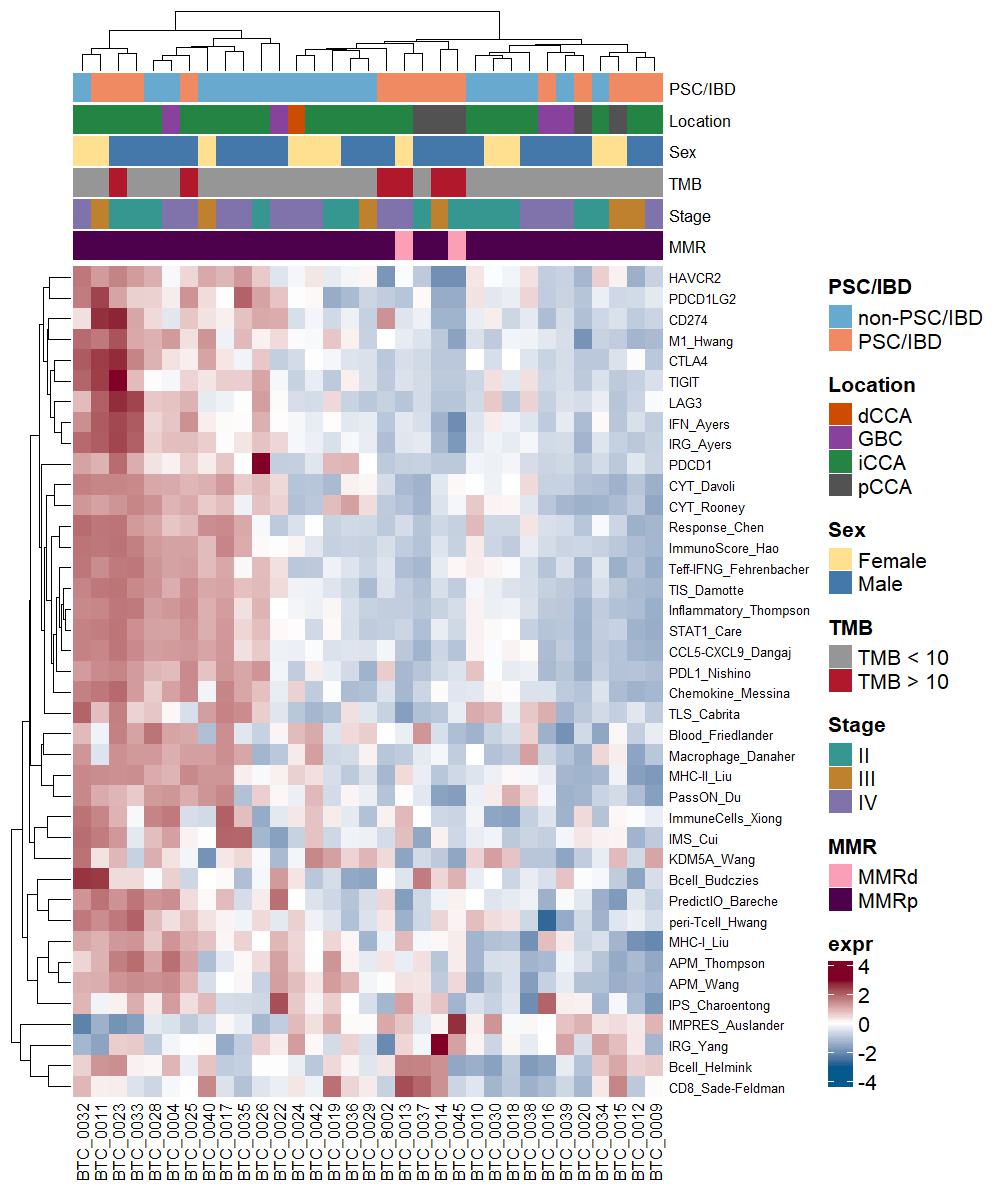 PSC/IBD
Location
Sex
TMB
Stage
MMR
HAVCR2
PDCD1LG2
CD274
M1_Hwang
CTLA4
TIGIT
LAG3
IFN_Ayers
IRG_Ayers
PDCD1
CYT_Davoli
CYT_Rooney
Response_Chen
ImmunoScore_Hao
Teff-IFNG_Fehrenbacher
TIS_Damotte
Inflammatory_Thompson
STAT1_Care
CCL5-CXCL9_Dangaj
PDL1_Nishino
Chemokine_Messina
TLS_Cabrita
Blood_Friedlander
Macrophage_Danaher
MHC-II_Liu
PassON_Du
ImmuneCells_Xiong
IMS_Cui
KDM5A_Wang
Bcell_Budczies
PredictIO_Bareche
peri-Tcell_Hwang
MHC-I_Liu
APM_Thompson
APM_Wang
IPS_Charoentong
IMPRES_Auslander
IRG_Yang
Bcell_Helmink
CD8_Sade-Feldman
BTC_0032
BTC_0011
BTC_0023
BTC_0033
BTC_0028
BTC_0004
BTC_0025
BTC_0040
BTC_0017
BTC_0035
BTC_0026
BTC_0022
BTC_0024
BTC_0042
BTC_0019
BTC_0036
BTC_0029
BTC_8002
BTC_0013
BTC_0037
BTC_0014
BTC_0045
BTC_0010
BTC_0030
BTC_0018
BTC_0038
BTC_0016
BTC_0039
BTC_0020
BTC_0034
BTC_0015
BTC_0012
BTC_0009
PSC/IBD
non-PSC/IBD
PSC/IBD
Location
dCCA
GBC
iCCA
pCCA
Sex
Female
Male
TMB
TMB < 10
TMB > 10
Stage
II
III
IV
MMR
MMRd
MMRp
expr
4
2
0
-2
-4